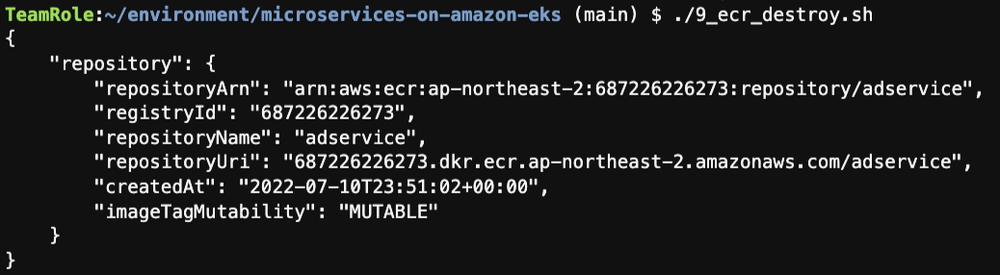 TeamRole:~/environment/microservices-on-amazon-eks (main) $ ./9_ecr_destroy.sh
{
    "repository": {
        "repositoryArn": "arn:aws:ecr:ap-northeast-2:687226226273:repository/adservice",
        "registryId": "687226226273",
        "repositoryName": "adservice",
        "repositoryUri": "687226226273.dkr.ecr.ap-northeast-2.amazonaws.com/adservice",
        "createdAt": "2022-07-10T23:51:02+00:00",
        "imageTagMutability": "MUTABLE"
    }
}